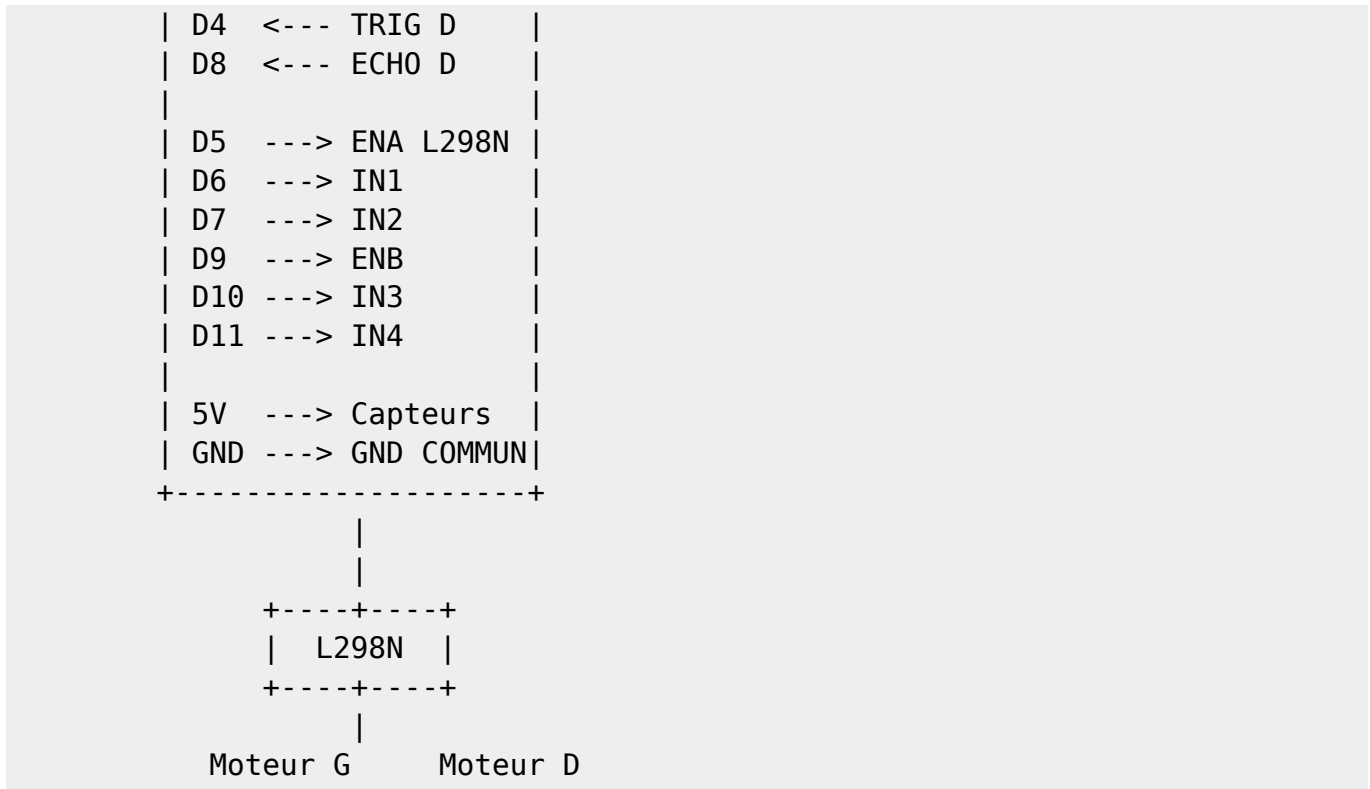 | D4  <--- TRIG D     |
| D8  <--- ECHO D     |
|                     |
| D5  ---> ENA L298N |
| D6  ---> IN1       |
| D7  ---> IN2       |
| D9  ---> ENB       |
| D10 ---> IN3       |
| D11 ---> IN4       |
|                     |
| 5V  ---> Capteurs  |
| GND ---> GND COMMUN|
+--------------------+
|
|
+----+----+
|  L298N  |
+----+----+
|
Moteur G     Moteur D